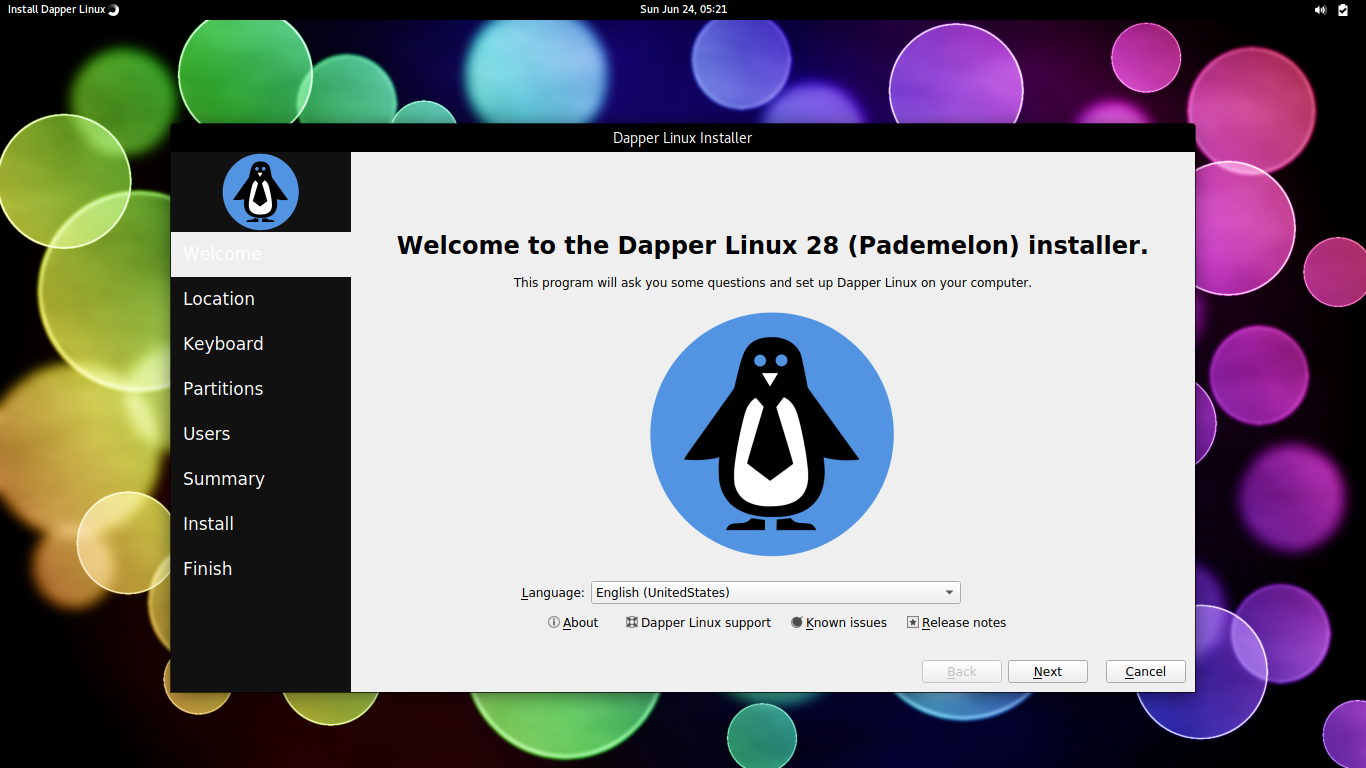 Install Dapper Linux
Sun Jun 24, 05:21
Dapper Linux Installer
Welcome
Location
Keyboard
Partitions
Users
Summary
Install
Finish
Welcome to the Dapper Linux 28 (Pademelon) installer.
This program will ask you some questions and set up Dapper Linux on your computer.
Language: English (UnitedStates)
About Dapper Linux support Known issues Release notes
Back Next Cancel